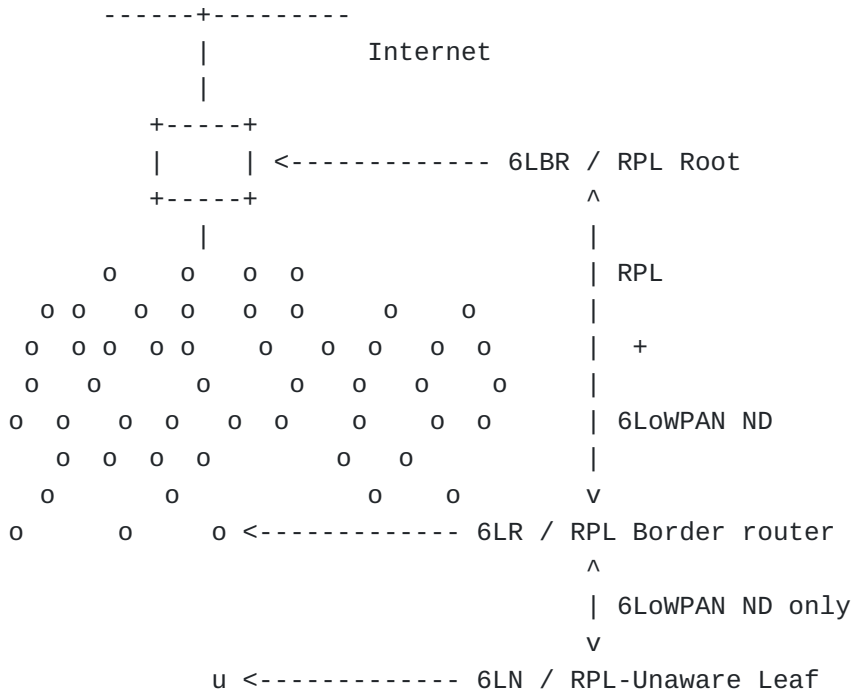 ------+---------
|          Internet
|
+-----+
|     | <------------- 6LBR / RPL Root
+-----+                     ^
|                        |
o    o   o  o                  | RPL
o o   o  o   o  o     o    o       |
o  o o  o o    o   o  o   o  o      |  +
o   o      o     o   o   o    o     |
o  o   o  o   o  o    o    o  o      | 6LoWPAN ND
o  o  o  o        o   o           |
o       o            o    o        v
o      o     o <------------- 6LR / RPL Border router
^
| 6LoWPAN ND only
v
u <------------- 6LN / RPL-Unaware Leaf